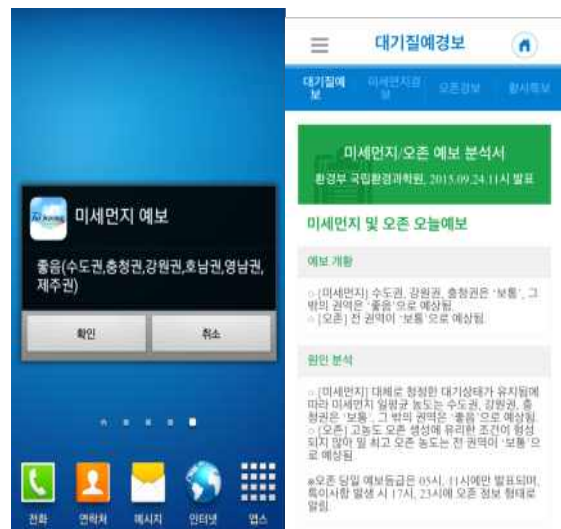 미세먼지 예보
좋음(수도권,충청권,강원권,호남권,영남권,
제주권)
확인
취소
전화
연락처
메시지
인터넷
앱스
대기질예경보
대기질예
보
미세먼지경
보
오존경보
황사특보
미세먼지/오존 예보 분석서
환경부 국립환경과학원, 2015.09.24.11시 발표
미세먼지 및 오존 오늘예보
예보 개황
○ [미세먼지] 수도권, 강원권, 충청권은 '보통', 그
밖의 권역은 '좋음'으로 예상됨.
○ [오존] 전 권역이 '보통'으로 예상됨.
원인 분석
○ [미세먼지] 대체로 청정한 대기상태가 유지됨에
따라 미세먼지 일평균 농도는 수도권, 강원권, 충
청권은 '보통', 그 밖의 권역은 '좋음'으로 예상됨.
○ [오존] 고농도 오존 생성에 유리한 조건이 형성
되지 않아 일 최고 오존 농도는 전 권역이 '보통'으
로 예상됨.
※오존 당일 예보등급은 05시, 11시에만 발표되며,
특이사항 발생 시 17시, 23시에 오존 정보 형태로
알림.